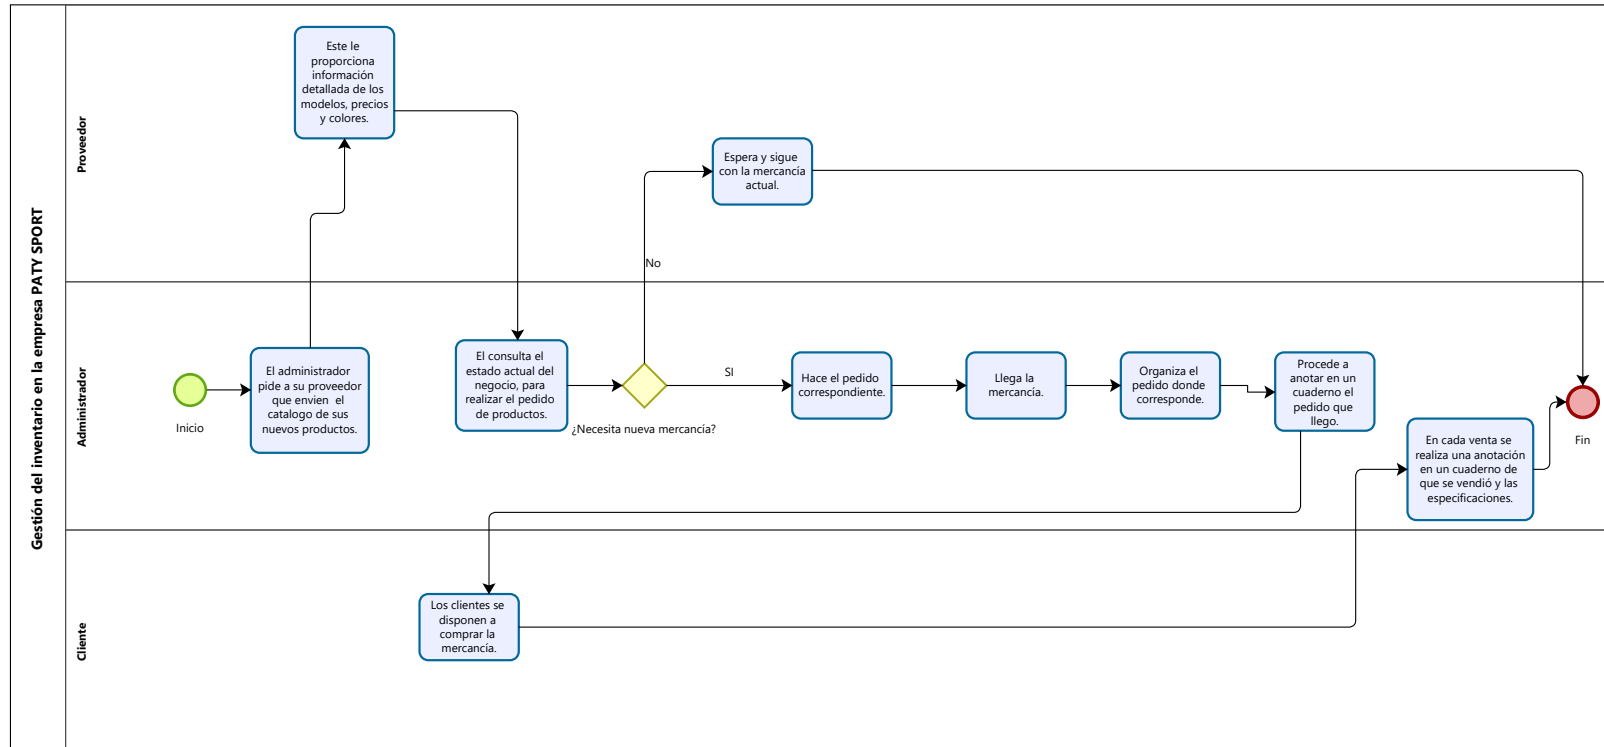 Gestión del inventario en la empresa PATY SPORT
Proveedor
Este le
proporciona
información
detallada de los
modelos, precios
y colores.
Espera y sigue
con la mercancía
actual.
No
Administrador
Inicio
El administrador
pide a su proveedor
que envien el
catalogo de sus
nuevos productos.
El consulta el
estado actual del
negocio, para
realizar el pedido
de productos.
¿Necesita nueva mercancía?
SI
Hace el pedido
correspondiente.
Llega la
mercancía.
Organiza el
pedido donde
corresponde.
Procede a
anotar en un
cuaderno el
pedido que
llego.
En cada venta se
realiza una anotación
en un cuaderno de
que se vendió y las
especificaciones.
Fin
Cliente
Los clientes se
disponen a
comprar la
mercancía.